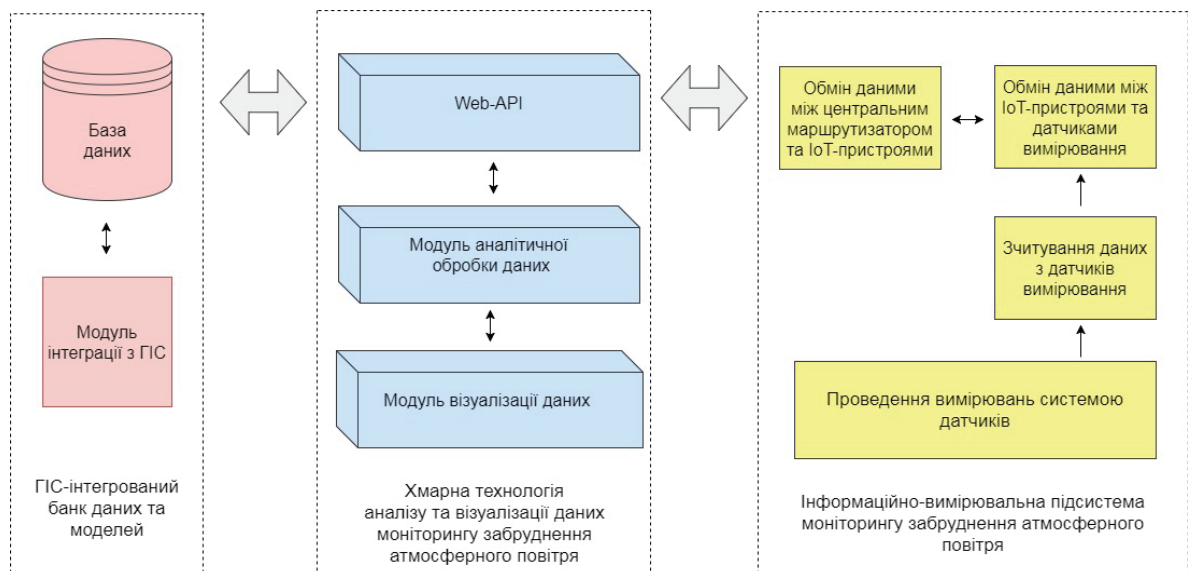 База
даних
Модуль
інтеграції з ГІС
ГІС-інтегрований
банк даних та
моделей
Web-API
Модуль аналітичної
обробки даних
Модуль візуалізації даних
Хмарна технологія
аналізу та візуалізації даних
моніторингу забруднення
атмосферного повітря
Обмін даними
між центральним
маршрутизатором
та ІоТ-пристроями
Обмін даними між
ІоТ-пристроями та
датчиками
вимірювання
Зчитування даних
з датчиків
вимірювання
Проведення вимірювань системою
датчиків
Інформаційно-вимірювальна підсистема
моніторингу забруднення атмосферного
повітря